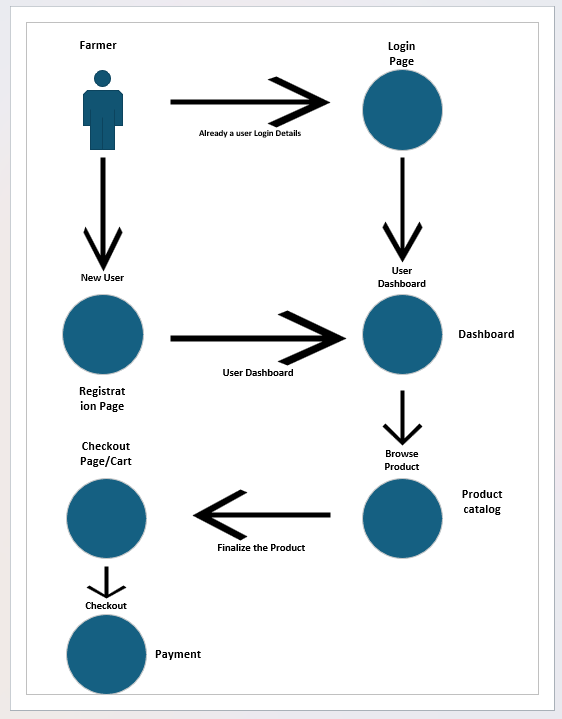 Farmer
Login
Page
Already a user Login Details
New User
User
Dashboard
Dashboard
User Dashboard
Registrat
ion Page
Checkout
Page/Cart
Browse
Product
Product
catalog
Finalize the Product
Checkout
Payment